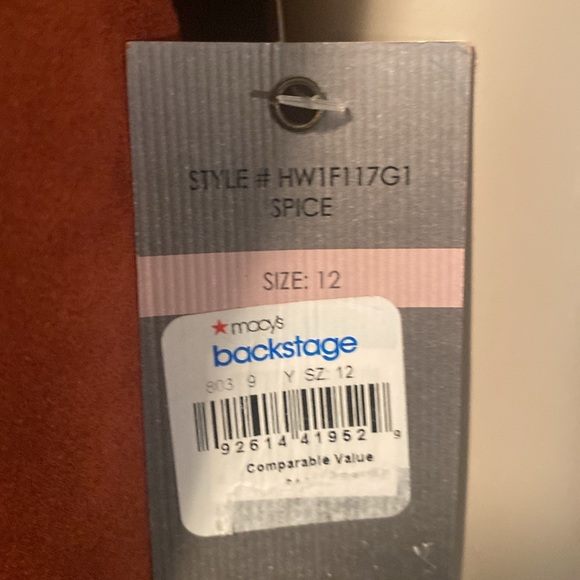 STYLE # HW1F117G1
SPICE
SIZE: 12
macy's
backstage
803 9 Y SZ 12
92614 41952 9
Comparable Value